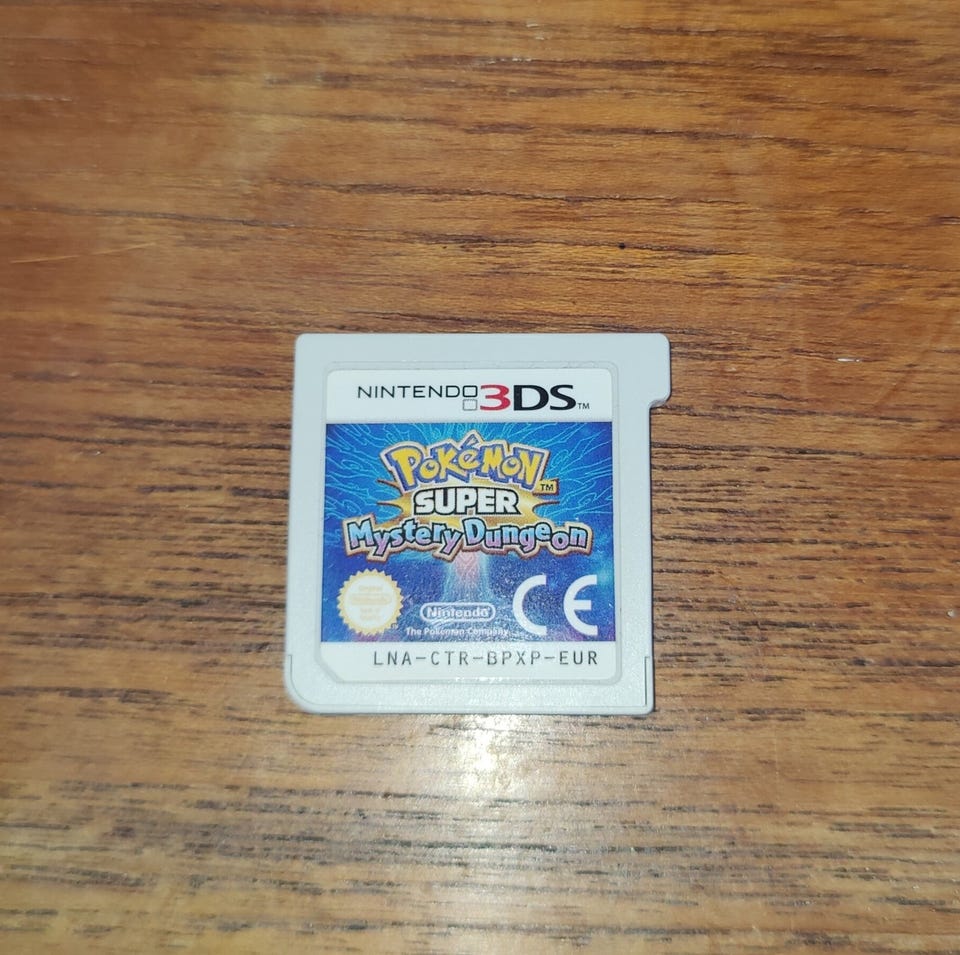 NINTENDO 3DS™
POKéMON™
SUPER
Mystery Dungeon
Nintendo
CE
The Pokémon Company
LNA-CTR-BPXP-EUR